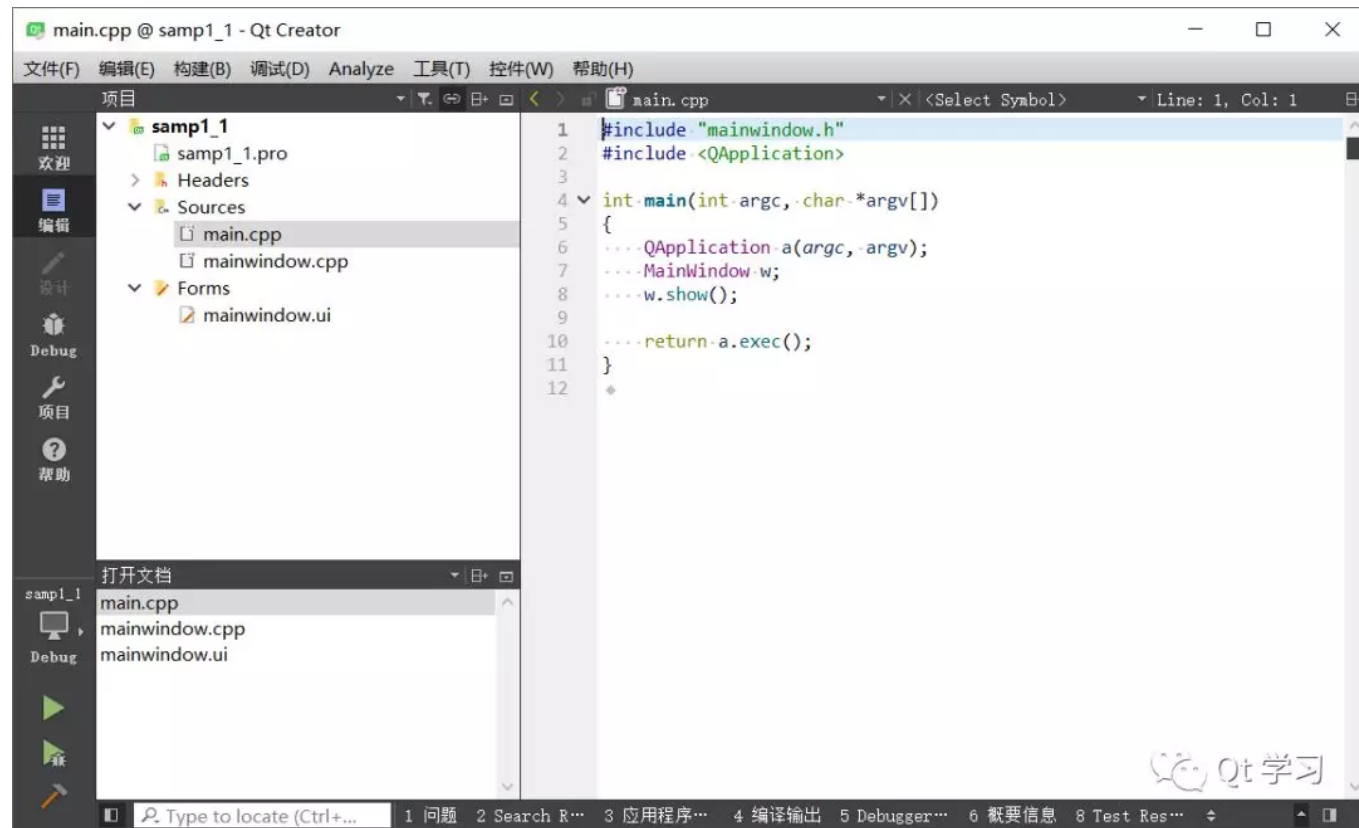 main.cpp @ samp1_1 - Qt Creator
文件(F) 编辑(E) 构建(B) 调试(D) Analyze 工具(T) 控件(W) 帮助(H)
项目
main.cpp
<Select Symbol>
Line: 1, Col: 1
欢迎
编辑
设计
Debug
项目
帮助
samp1_1
Debug
samp1_1
samp1_1.pro
Headers
Sources
main.cpp
mainwindow.cpp
Forms
mainwindow.ui
打开文档
main.cpp
mainwindow.cpp
mainwindow.ui
1 #include "mainwindow.h"
2 #include <QApplication>
3
4 int main(int argc, char *argv[])
5 {
6 QApplication a(argc, argv);
7 MainWindow w;
8 w.show();
9
10 return a.exec();
11 }
12
Qt 学习
Type to locate (Ctrl+...
1 问题 2 Search R… 3 应用程序… 4 编译输出 5 Debugger… 6 概要信息 8 Test Res…